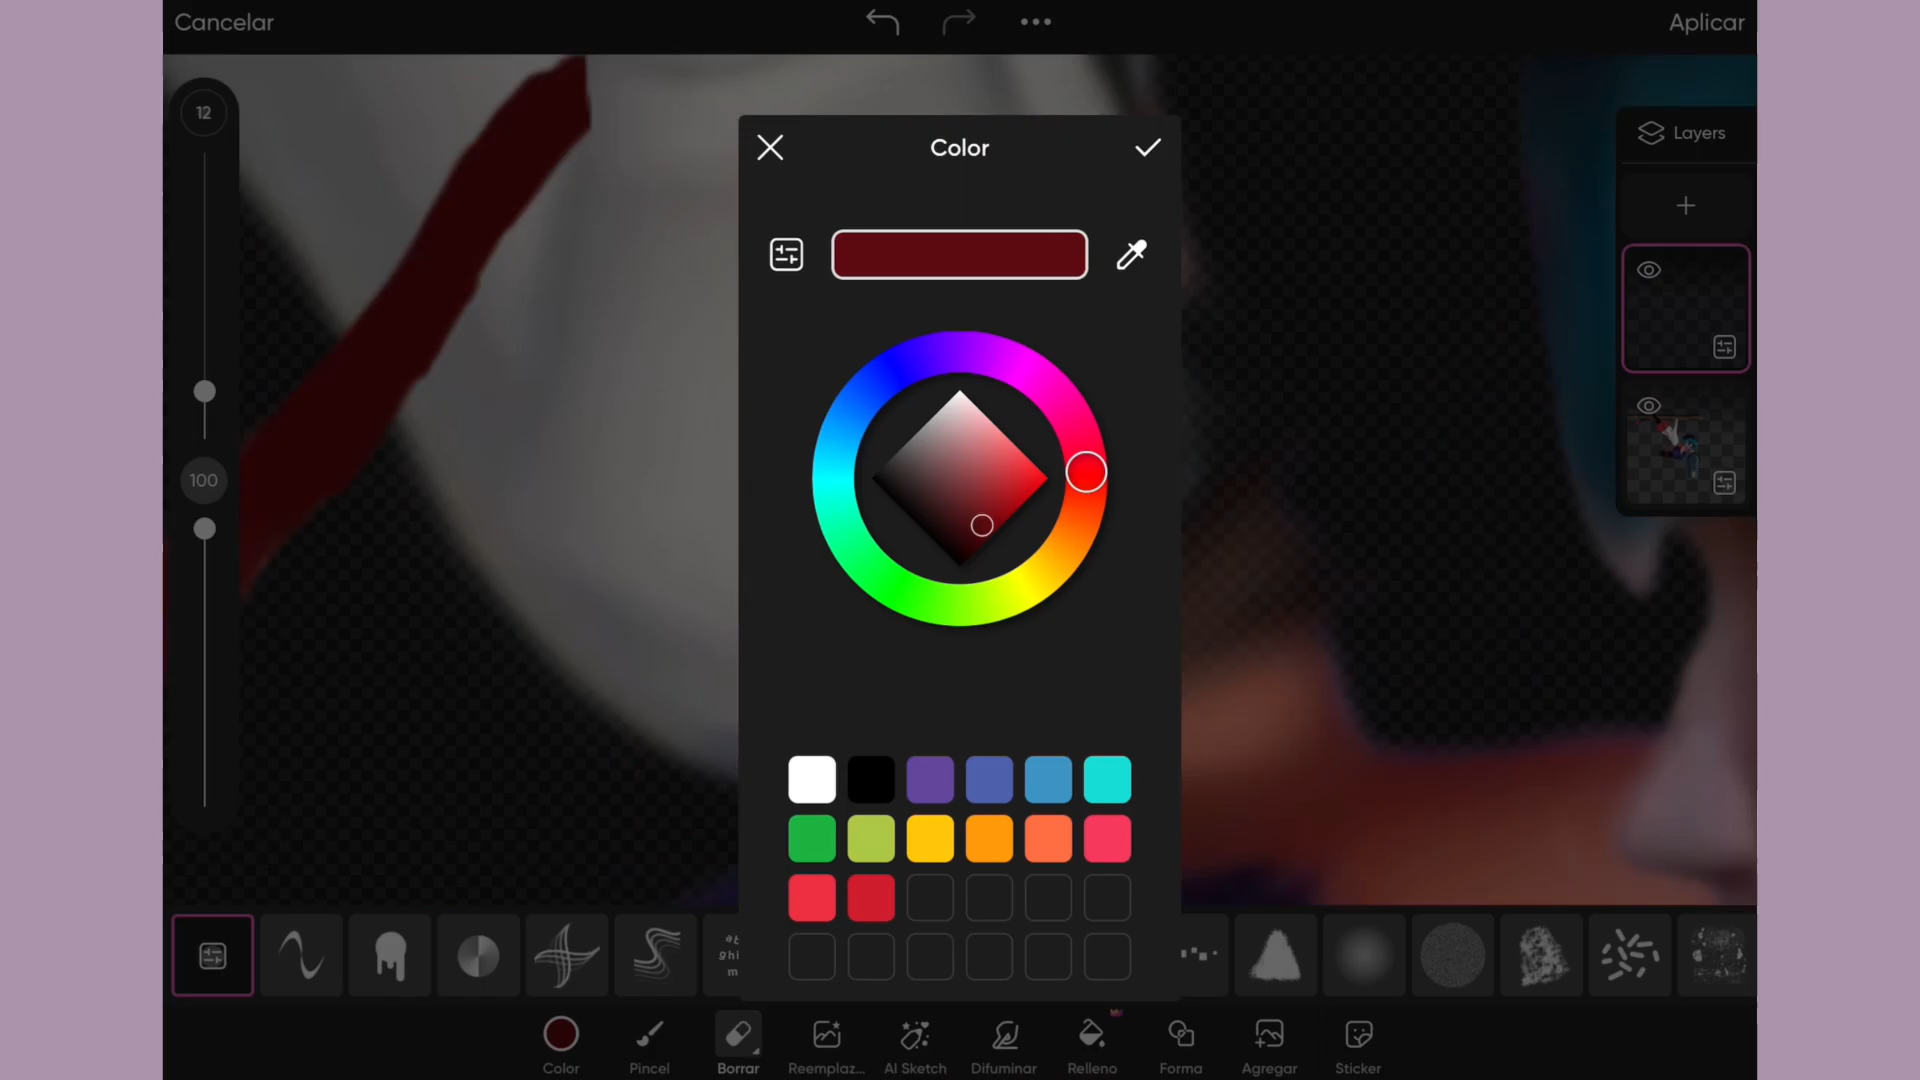 Cancelar
Aplicar
12
Color
Layers
100
Color
Pincel
Borrar
Reemplaz...
AI Sketch
Difuminar
Relleno
Forma
Agregar
Sticker